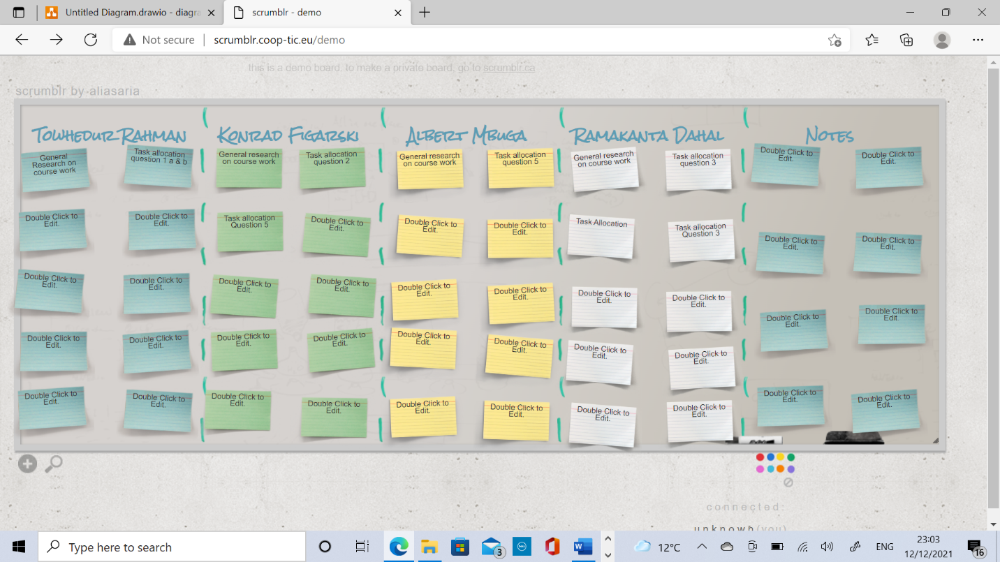 Untitled Diagram.drawio - diagra
scrumblr - demo
Not secure
scrumblr.coop-tic.eu/demo
this is a demo board. to make a private board, go to scrumblr.ca
scrumblr by aliasaria
Towhedur Rahman
Konrad Figarski
Albert Mbuga
Ramakanta Dahal
Notes
General
Research on
course work
Task allocation
question 1 a & b
General research
on course work
Task allocation
question 2
General research
on course work
Task allocation
question 5
General research
on course work
Task allocation
question 3
Double Click to
Edit.
Double Click to
Edit.
Double Click to
Edit.
Double Click to
Edit.
Task allocation
Question 5
Double Click to
Edit.
Double Click to
Edit.
Double Click to
Edit.
Task Allocation
Task allocation
Question 3
Double Click to
Edit.
Double Click to
Edit.
Double Click to
Edit.
Double Click to
Edit.
Double Click to
Edit.
Double Click to
Edit.
Double Click to
Edit.
Double Click to
Edit.
Double Click to
Edit.
Double Click to
Edit.
Double Click to
Edit.
Double Click to
Edit.
Double Click to
Edit.
Double Click to
Edit.
Double Click to
Edit.
Double Click to
Edit.
Double Click to
Edit.
Double Click to
Edit.
Double Click to
Edit.
Double Click to
Edit.
Double Click to
Edit.
Double Click to
Edit.
Double Click to
Edit.
Double Click to
Edit.
Double Click to
Edit.
Double Click to
Edit.
Double Click to
Edit.
Double Click to
Edit.
Double Click to
Edit.
Double Click to
Edit.
connected:
unknown (you)
Type here to search
3
12°C
ENG
23:03
12/12/2021
16